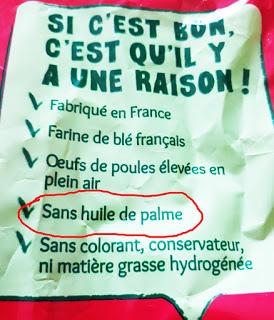 SI C'EST BON,
C'EST QU'IL Y
A UNE RAISON !
✓ Fabriqué en France
✓ Farine de blé français
✓ Oeufs de poules élevées en
plein air
✓ Sans huile de palme
✓ Sans colorant, conservateur,
ni matière grasse hydrogénée